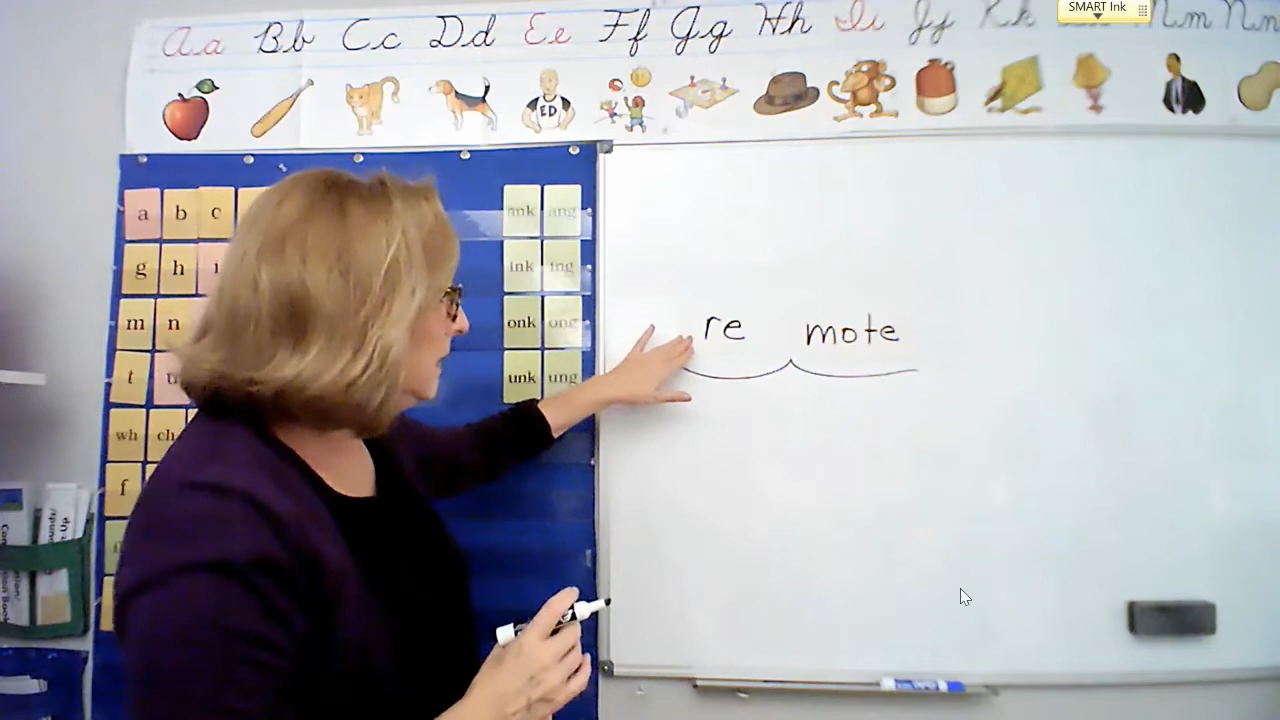 SMART Ink
Aa Bb Cc Dd Ee Ff Gg Hh Ii Jj Kk Mm Nn
ED
a b c ank ang
g h i ink ing
m n onk ong
t u unk ung
wh ch
f
re mote